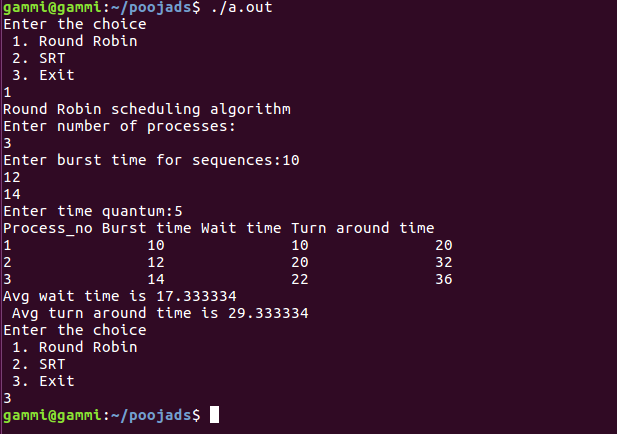 gammi@gammi:~/poojads$ ./a.out
Enter the choice
 1. Round Robin
 2. SRT
 3. Exit
1
Round Robin scheduling algorithm
Enter number of processes:
3
Enter burst time for sequences:10
12
14
Enter time quantum:5
Process_no Burst time Wait time Turn around time
1               10              10              20
2               12              20              32
3               14              22              36
Avg wait time is 17.333334
 Avg turn around time is 29.333334
Enter the choice
 1. Round Robin
 2. SRT
 3. Exit
3
gammi@gammi:~/poojads$